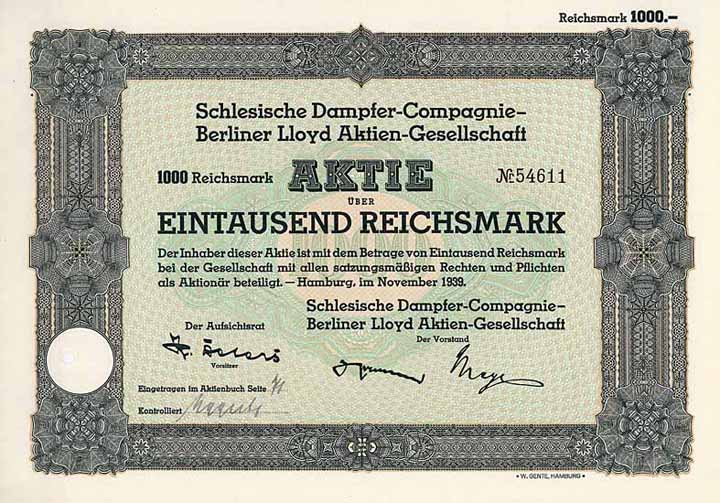 Reichsmark 1000.–
Schlesische Dampfer-Compagnie–
Berliner Lloyd Aktien-Gesellschaft
1000 Reichsmark AKTIE № 54611
ÜBER
EINTAUSEND REICHSMARK
Der Inhaber dieser Aktie ist mit dem Betrage von Eintausend Reichsmark
bei der Gesellschaft mit allen satzungsmäßigen Rechten und Pflichten
als Aktionär beteiligt. – Hamburg, im November 1939.
Schlesische Dampfer-Compagnie–
Berliner Lloyd Aktien-Gesellschaft
Der Aufsichtsrat
Der Vorstand
Vorsitzer
Eingetragen im Aktienbuch Seite
Kontrolliert
* W. GENTE, HAMBURG *